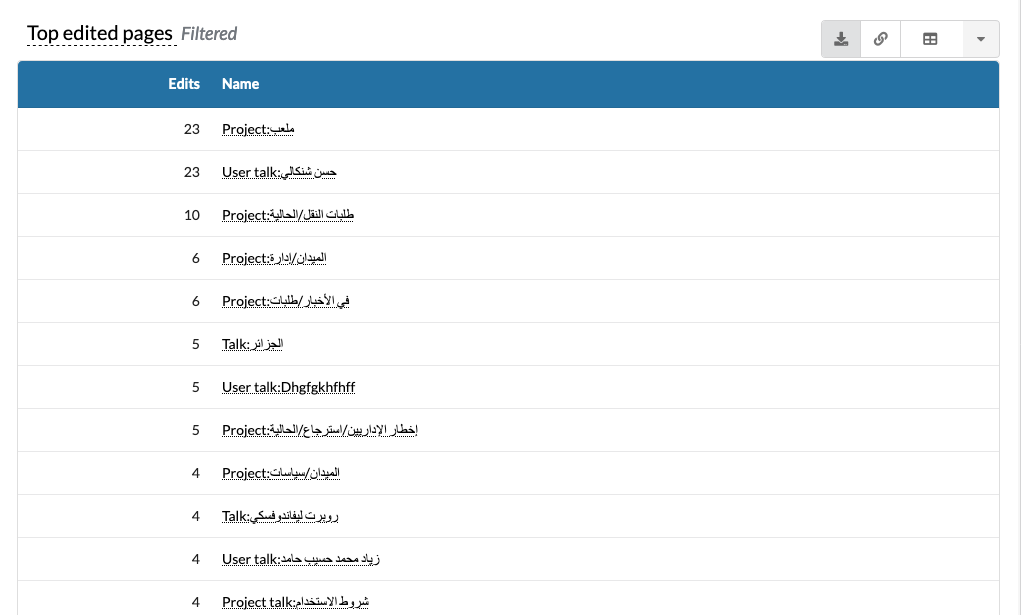 Top edited pages Filtered
Edits Name
23 Project:ملعب
23 User talk:حسن شنكالي
10 Project:طلبات النقل/الحالية
6 Project:الميدان/إدارة
6 Project:في الأخبار/طلبات
5 Talk:الجزائر
5 User talk:Dhgfgkhfhff
5 Project:إخطار الإداريين/استرجاع/الحالية
4 Project:الميدان/سياسات
4 Talk:روبرت ليفاندوفسكي
4 User talk:زياد محمد حسيب حامد
4 Project talk:شروط الاستخدام